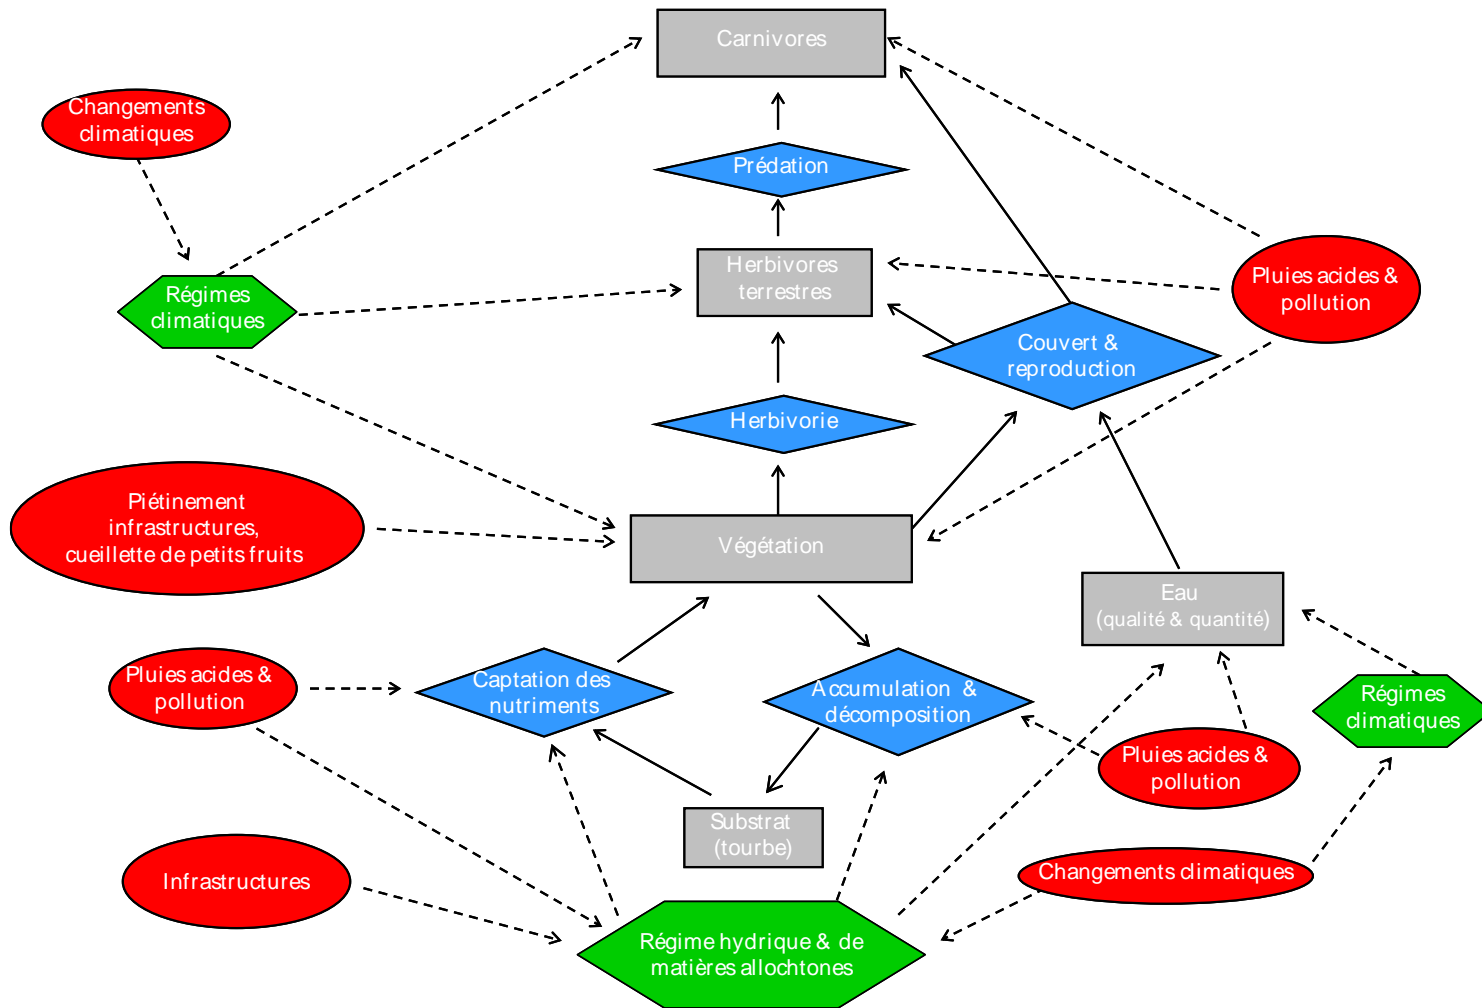 Carnivores
Changements
climatiques
Prédation
Herbivores
terrestres
Pluies acides &
pollution
Régimes
climatiques
Couvert &
reproduction
Herbivorie
Piétinement
infrastructures,
cueillette de petits fruits
Végétation
Eau
(qualité & quantité)
Pluies acides &
pollution
Captation des
nutriments
Accumulation &
décomposition
Régimes
climatiques
Pluies acides &
pollution
Substrat
(tourbe)
Infrastructures
Changements climatiques
Régime hydrique & de
matières allochtones